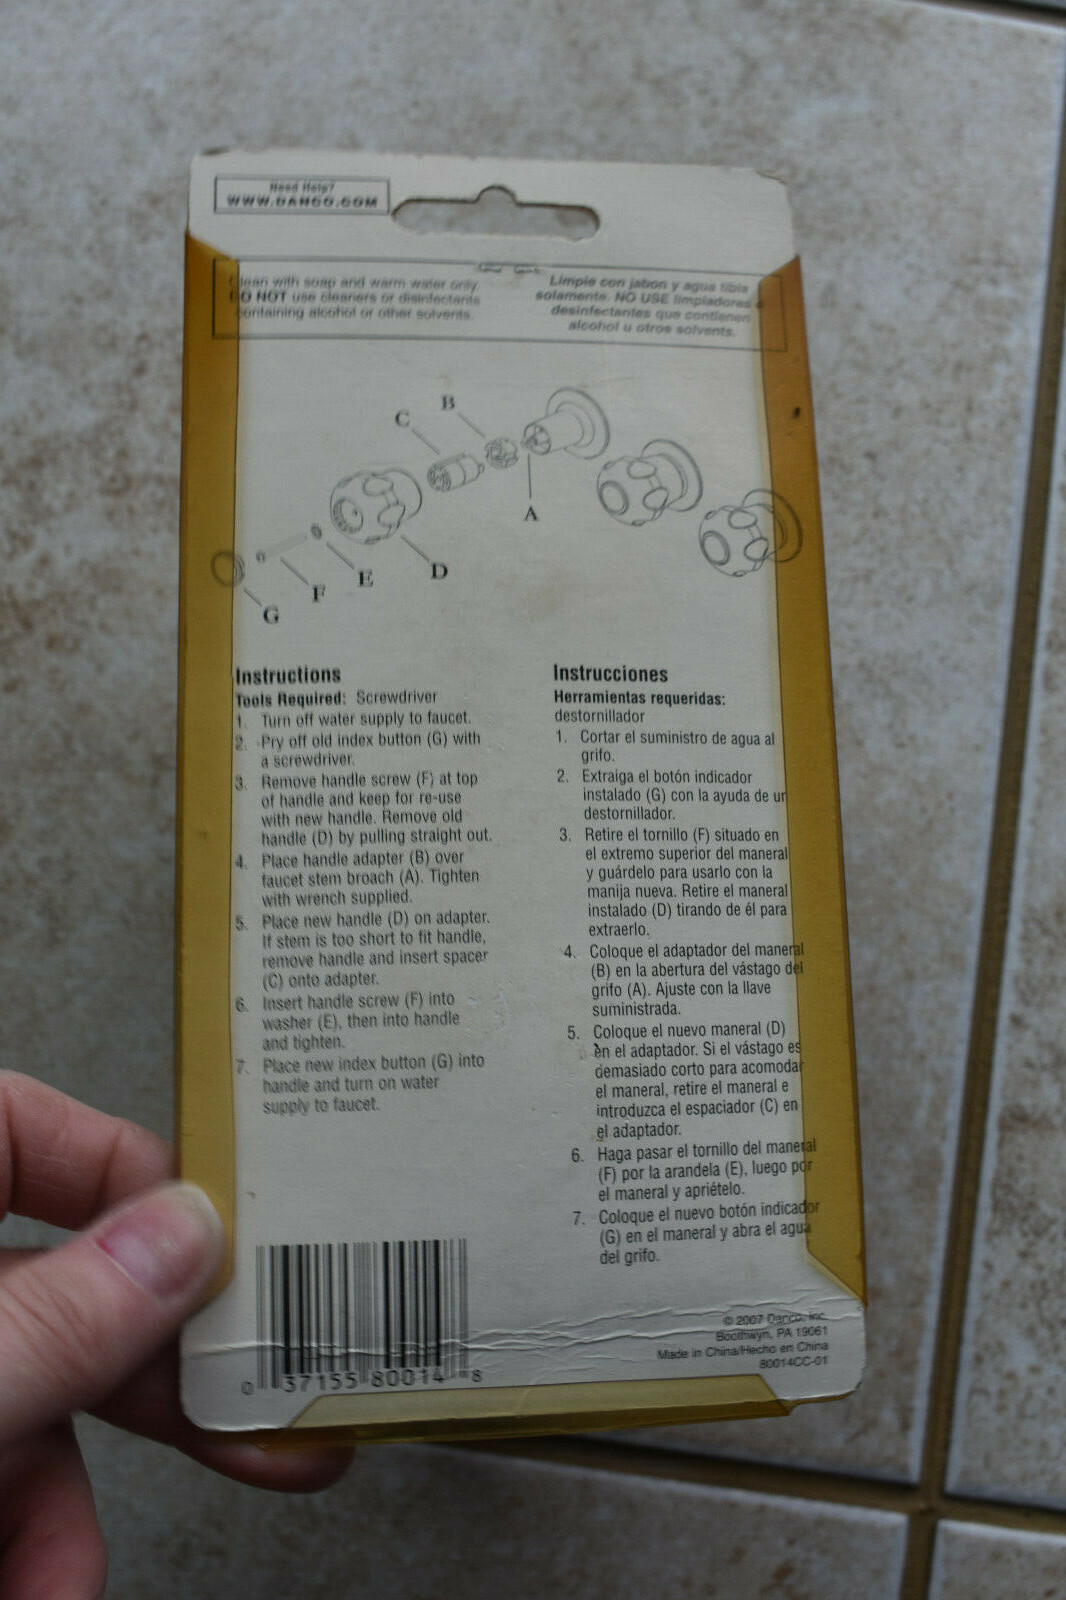 Need Help?
WWW.DANCO.COM
Clean with soap and warm water only.
DO NOT use cleaners or disinfectants
containing alcohol or other solvents.
Limpie con jabon y agua tibia
solamente. NO USE limpiadores o
desinfectantes que contienen
alcohol u otros solventes.
B
C
A
D
E
F
G
Instructions
Tools Required: Screwdriver
1. Turn off water supply to faucet.
2. Pry off old index button (G) with
a screwdriver.
3. Remove handle screw (F) at top
of handle and keep for re-use
with new handle. Remove old
handle (D) by pulling straight out.
4. Place handle adapter (B) over
faucet stem broach (A). Tighten
with wrench supplied.
5. Place new handle (D) on adapter.
If stem is too short to fit handle,
remove handle and insert spacer
(C) onto adapter.
6. Insert handle screw (F) into
washer (E), then into handle
and tighten.
7. Place new index button (G) into
handle and turn on water
supply to faucet.
Instrucciones
Herramientas requeridas:
destornillador
1. Cortar el suministro de agua al
grifo.
2. Extraiga el botón indicador
instalado (G) con la ayuda de un
destornillador.
3. Retire el tornillo (F) situado en
el extremo superior del maneral
y guárdelo para usarlo con la
manija nueva. Retire el maneral
instalado (D) tirando de él para
extraerlo.
4. Coloque el adaptador del maneral
(B) en la abertura del vástago del
grifo (A). Ajuste con la llave
suministrada.
5. Coloque el nuevo maneral (D)
en el adaptador. Si el vástago es
demasiado corto para acomodar
el maneral, retire el maneral e
introduzca el espaciador (C) en
el adaptador.
6. Haga pasar el tornillo del maneral
(F) por la arandela (E), luego por
el maneral y apriételo.
7. Coloque el nuevo botón indicador
(G) en el maneral y abra el agua
del grifo.
0 37155 80014 8
© 2007 Danco, Inc.
Boothwyn, PA 19061
Made in China/Hecho en China
80014CC-01